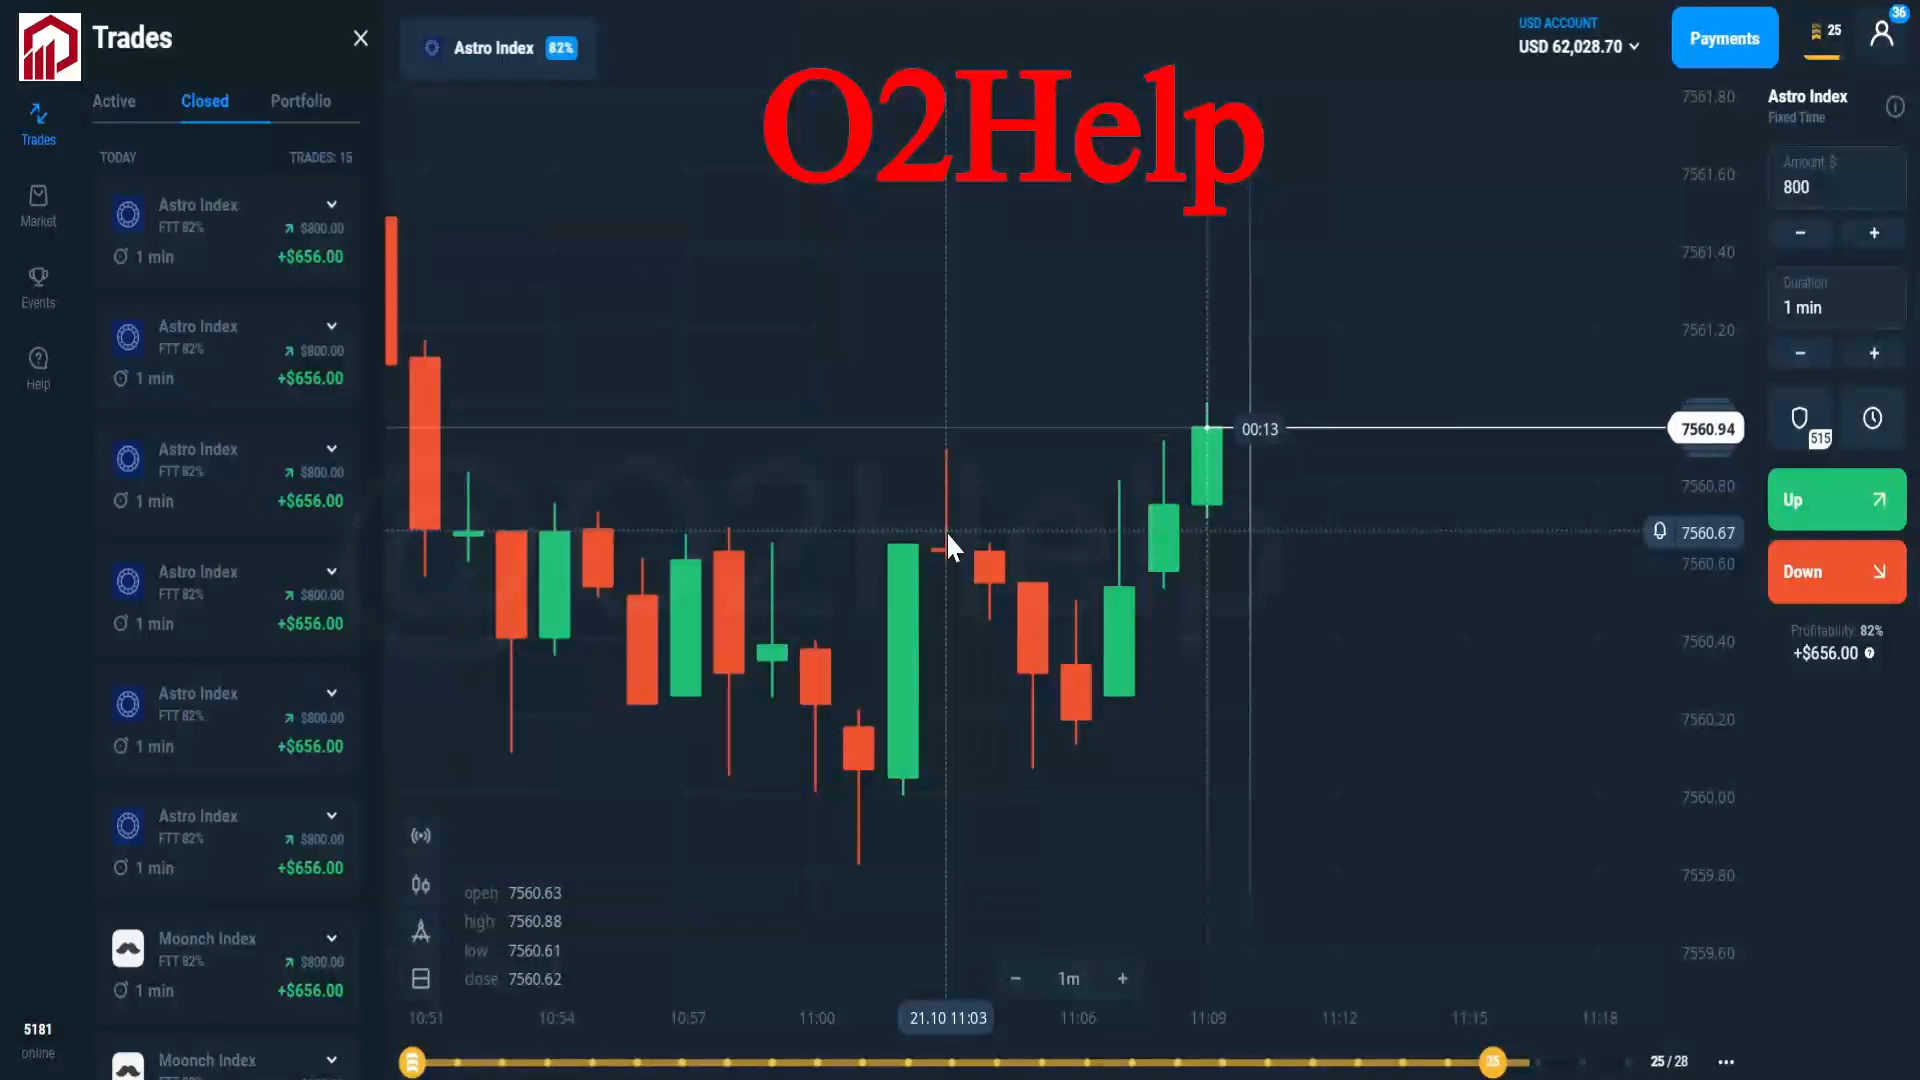 Trades
Astro Index 82%
O2Help
USD ACCOUNT
USD 62,028.70
Payments
25
36
Active Closed Portfolio
TODAY TRADES: 15
Trades
Market
Events
Help
Astro Index
FTT 82% $800.00
1 min +$656.00
Astro Index
FTT 82% $800.00
1 min +$656.00
Astro Index
FTT 82% $800.00
1 min +$656.00
Astro Index
FTT 82% $800.00
1 min +$656.00
Astro Index
FTT 82% $800.00
1 min +$656.00
Astro Index
FTT 82% $800.00
1 min +$656.00
Moonch Index
FTT 82% $800.00
1 min +$656.00
Moonch Index
5181
online
00:13
open 7560.63
high 7560.88
low 7560.61
close 7560.62
- 1m +
10:51 10:54 10:57 11:00 21.10 11:03 11:06 11:09 11:12 11:15 11:18
25
25 / 28
7561.80
7561.60
7561.40
7561.20
7560.94
7560.80
7560.67
7560.60
7560.40
7560.20
7560.00
7559.80
7559.60
Astro Index
Fixed Time
Amount $
800
- +
Duration
1 min
- +
515
Up
Down
Profitability: 82%
+$656.00